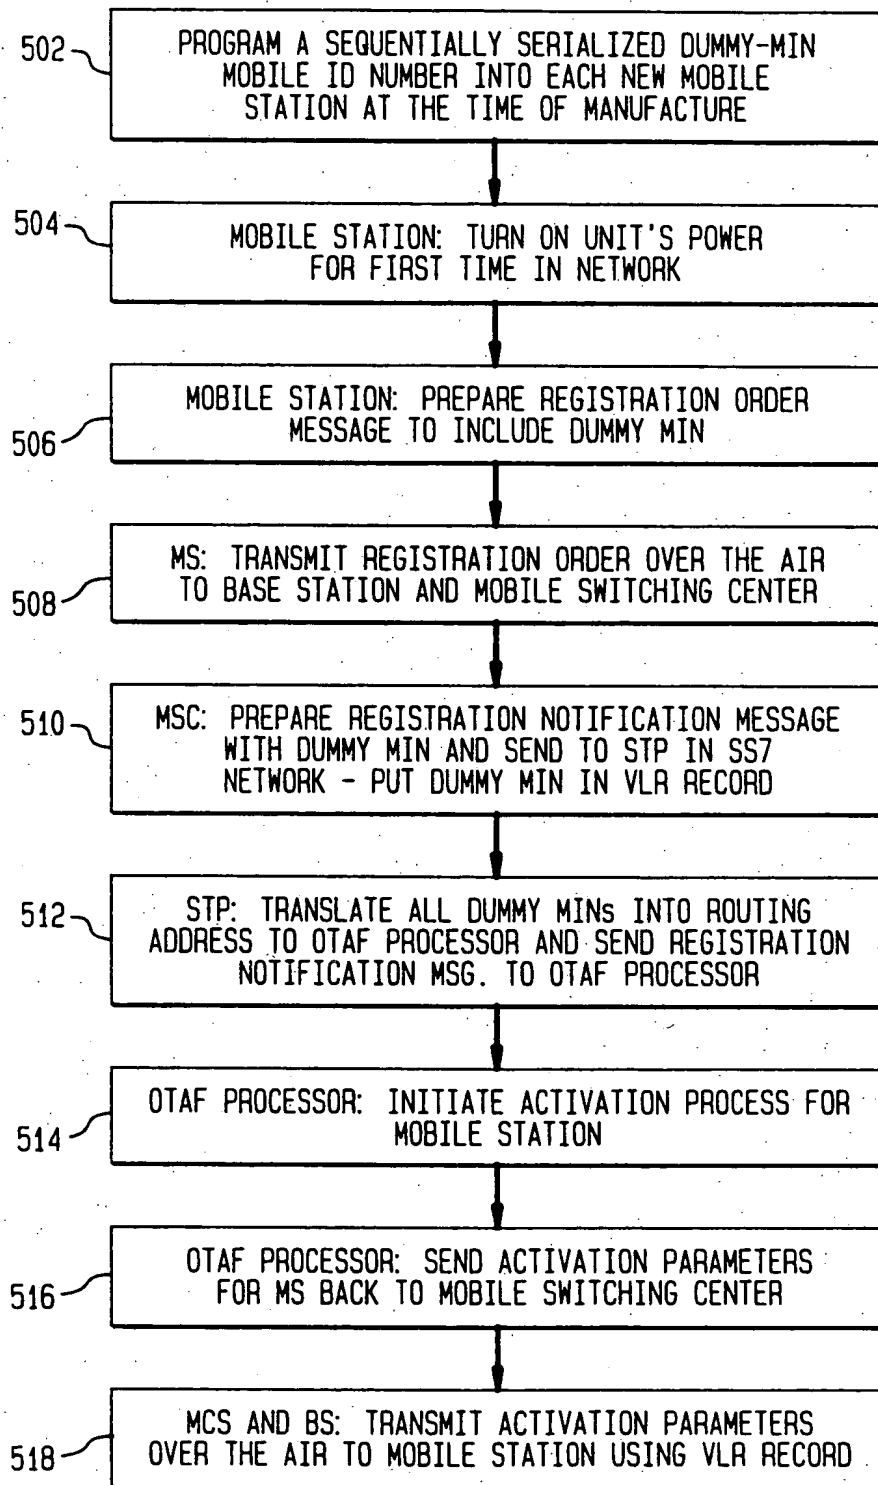 502
PROGRAM A SEQUENTIALLY SERIALIZED DUMMY-MIN
MOBILE ID NUMBER INTO EACH NEW MOBILE
STATION AT THE TIME OF MANUFACTURE
504
MOBILE STATION: TURN ON UNIT'S POWER
FOR FIRST TIME IN NETWORK
506
MOBILE STATION: PREPARE REGISTRATION ORDER
MESSAGE TO INCLUDE DUMMY MIN
508
MS: TRANSMIT REGISTRATION ORDER OVER THE AIR
TO BASE STATION AND MOBILE SWITCHING CENTER
510
MSC: PREPARE REGISTRATION NOTIFICATION MESSAGE
WITH DUMMY MIN AND SEND TO STP IN SS7
NETWORK - PUT DUMMY MIN IN VLR RECORD
512
STP: TRANSLATE ALL DUMMY MINs INTO ROUTING
ADDRESS TO OTAF PROCESSOR AND SEND REGISTRATION
NOTIFICATION MSG. TO OTAF PROCESSOR
514
OTAF PROCESSOR: INITIATE ACTIVATION PROCESS FOR
MOBILE STATION
516
OTAF PROCESSOR: SEND ACTIVATION PARAMETERS
FOR MS BACK TO MOBILE SWITCHING CENTER
518
MCS AND BS: TRANSMIT ACTIVATION PARAMETERS
OVER THE AIR TO MOBILE STATION USING VLR RECORD